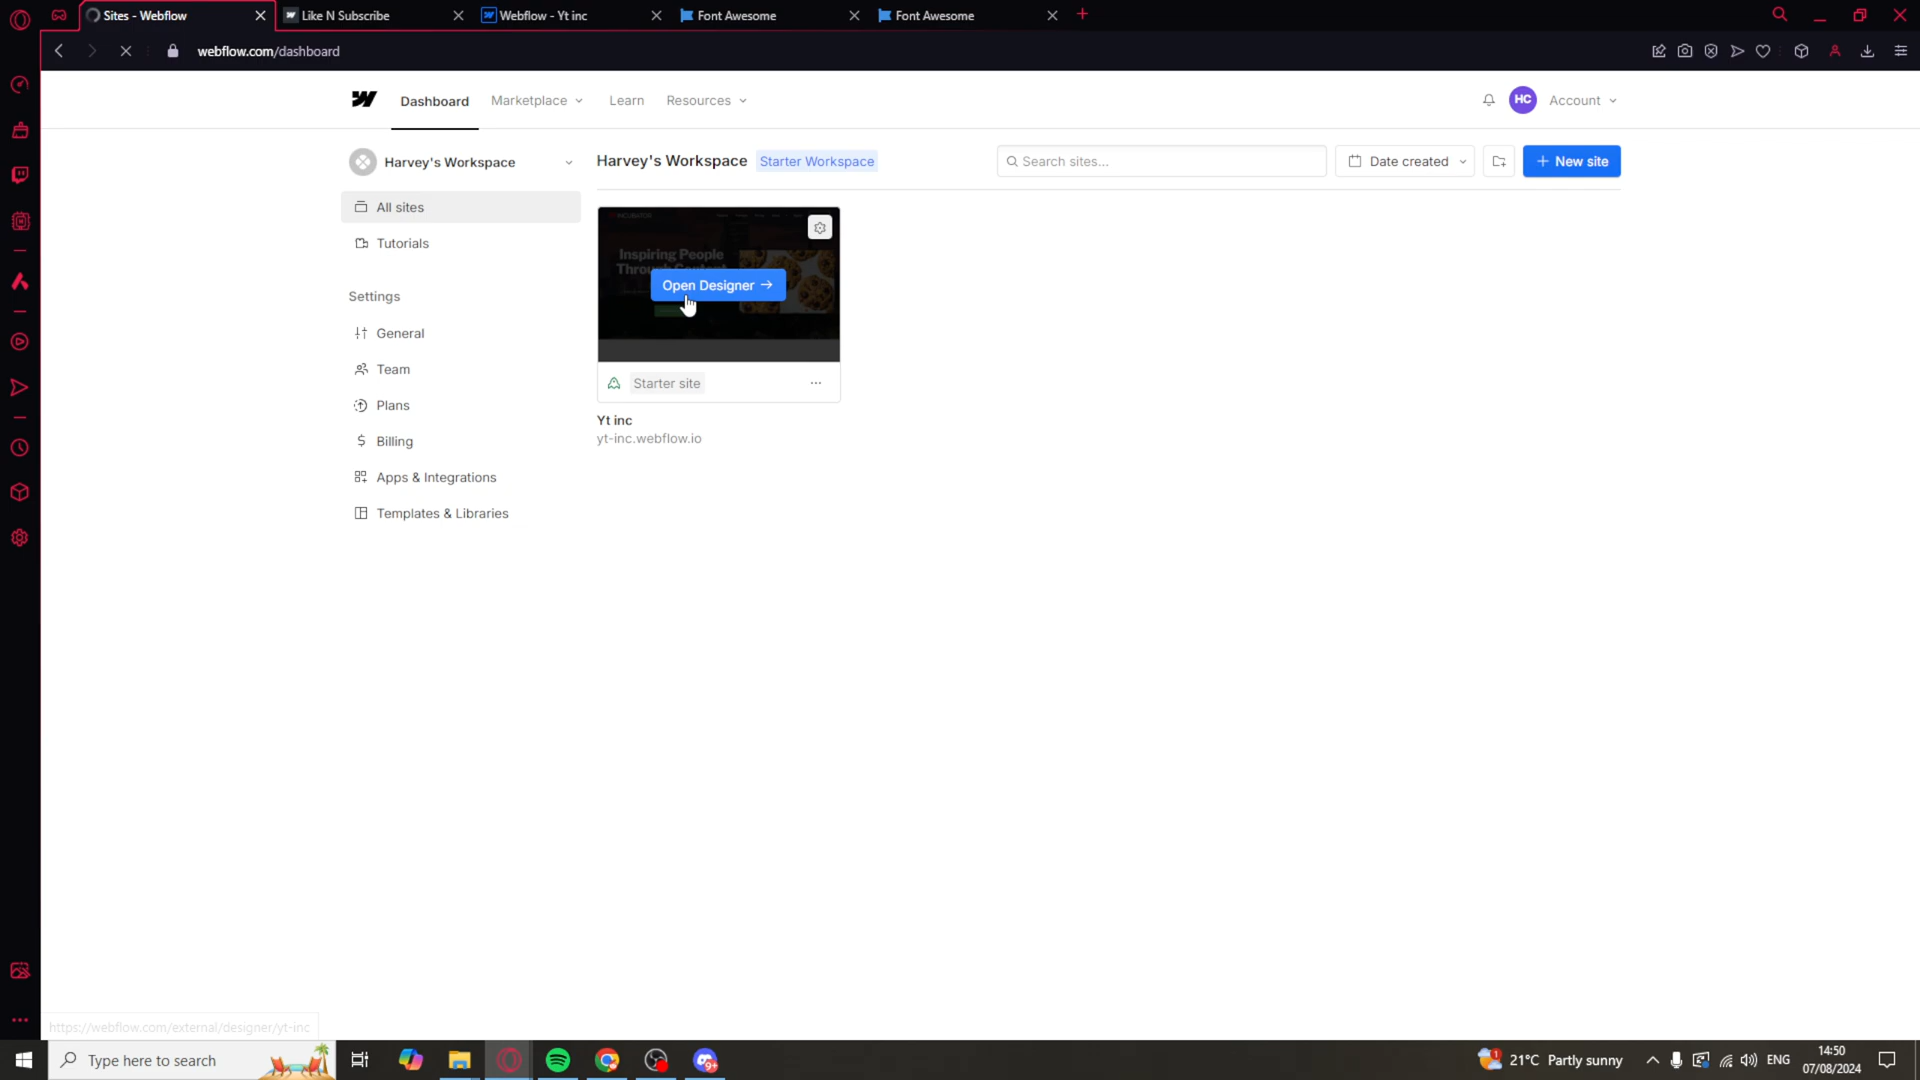 Sites - Webflow
Like N Subscribe
Webflow - Yt inc
Font Awesome
Font Awesome
webflow.com/dashboard
Dashboard
Marketplace
Learn
Resources
HC
Account
Harvey's Workspace
Harvey's Workspace
Starter Workspace
Search sites...
Date created
New site
All sites
Tutorials
Settings
General
Team
Plans
Billing
Apps & Integrations
Templates & Libraries
Inspiring People
Through Content
Open Designer
Starter site
Yt inc
yt-inc.webflow.io
https://webflow.com/external/designer/yt-inc
Type here to search
9+
1
21°C Partly sunny
ENG
14:50
07/08/2024